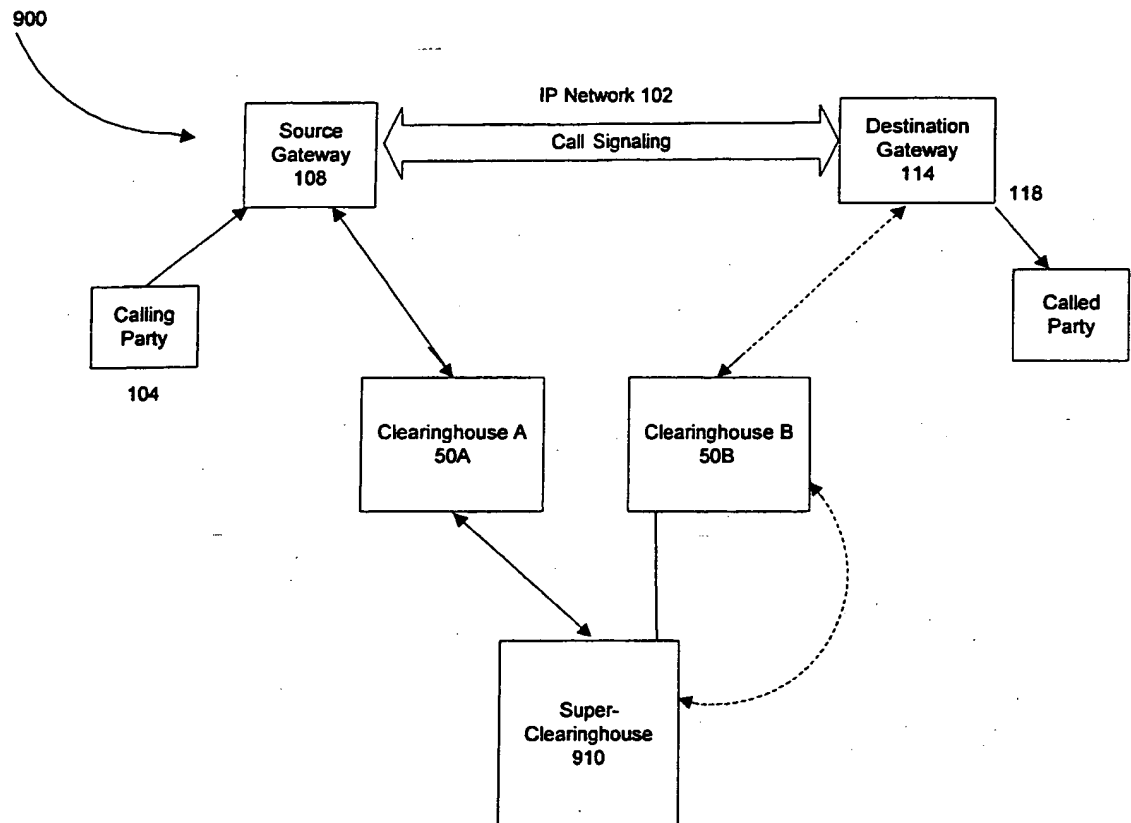 900
IP Network 102
Source
Gateway
108
Call Signaling
Destination
Gateway
114
118
Calling
Party
104
Called
Party
Clearinghouse A
50A
Clearinghouse B
50B
Super-
Clearinghouse
910